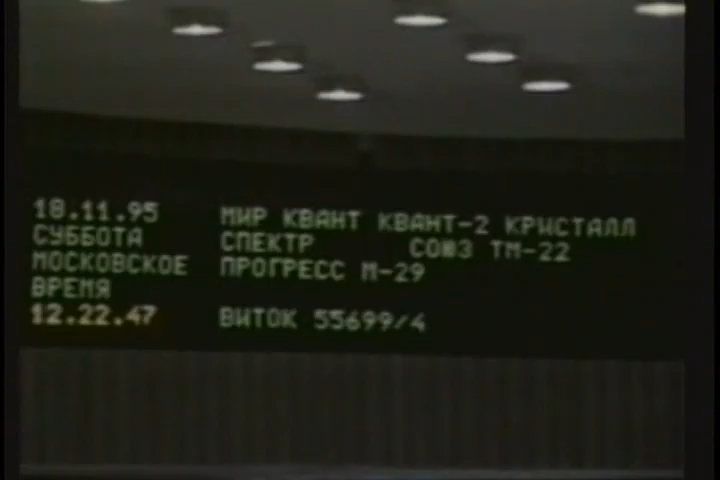 18.11.95 МИР КВАНТ КВАНТ-2 КРИСТАЛЛ
СУББОТА СПЕКТР СОЮЗ ТМ-22
МОСКОВСКОЕ ПРОГРЕСС М-29
ВРЕМЯ
12.22.47 ВИТОК 55699/4